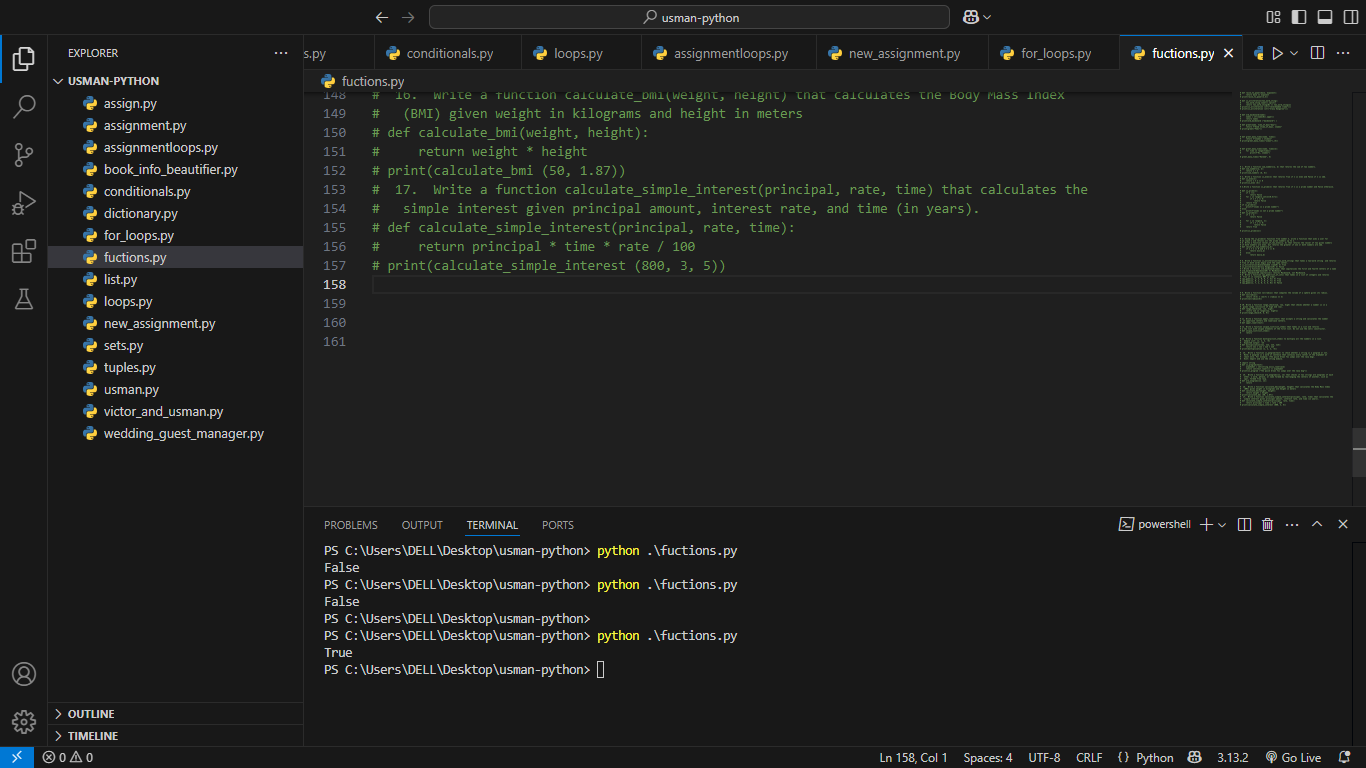 usman-python
EXPLORER
s.py
conditionals.py
loops.py
assignmentloops.py
new_assignment.py
for_loops.py
fuctions.py
USMAN-PYTHON
assign.py
assignment.py
assignmentloops.py
book_info_beautifier.py
conditionals.py
dictionary.py
for_loops.py
fuctions.py
list.py
loops.py
new_assignment.py
sets.py
tuples.py
usman.py
victor_and_usman.py
wedding_guest_manager.py
OUTLINE
TIMELINE
fuctions.py
148 #  16.  Write a function calculate_bmi(weight, height) that calculates the Body Mass Index
149 #   (BMI) given weight in kilograms and height in meters
150 # def calculate_bmi(weight, height):
151 #     return weight * height
152 # print(calculate_bmi (50, 1.87))
153 #  17.  Write a function calculate_simple_interest(principal, rate, time) that calculates the
154 #   simple interest given principal amount, interest rate, and time (in years).
155 # def calculate_simple_interest(principal, rate, time):
156 #     return principal * time * rate / 100
157 # print(calculate_simple_interest (800, 3, 5))
158
159
160
161
PROBLEMS
OUTPUT
TERMINAL
PORTS
powershell
PS C:\Users\DELL\Desktop\usman-python> python .\fuctions.py
False
PS C:\Users\DELL\Desktop\usman-python> python .\fuctions.py
False
PS C:\Users\DELL\Desktop\usman-python>
PS C:\Users\DELL\Desktop\usman-python> python .\fuctions.py
True
PS C:\Users\DELL\Desktop\usman-python>
0 0
Ln 158, Col 1
Spaces: 4
UTF-8
CRLF
{ } Python
3.13.2
Go Live